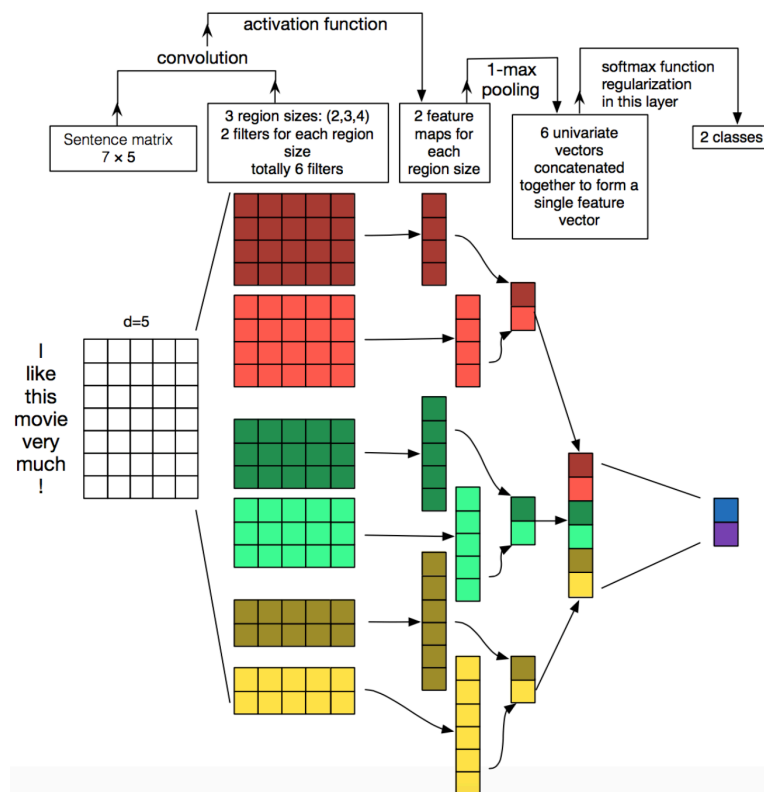 activation function
convolution
1-max
pooling
softmax function
regularization
in this layer
Sentence matrix
7 × 5
3 region sizes: (2,3,4)
2 filters for each region
size
totally 6 filters
2 feature
maps for
each
region size
6 univariate
vectors
concatenated
together to form a
single feature
vector
2 classes
d=5
I
like
this
movie
very
much
!